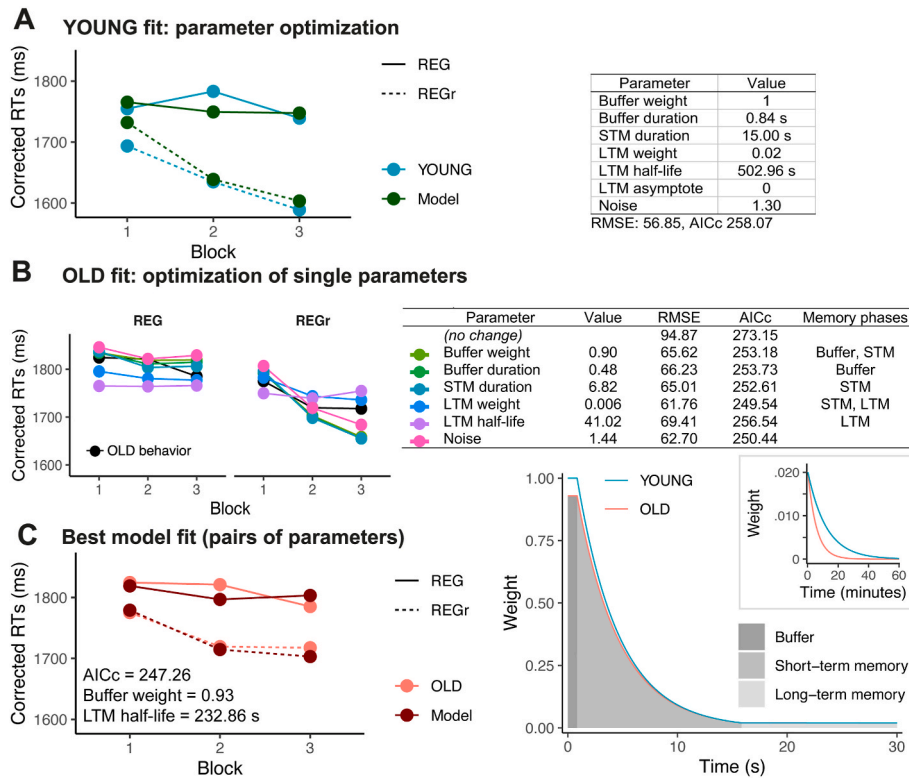 A YOUNG fit: parameter optimization
Corrected RTs (ms)
1800
1700
1600
1 2 3
Block
REG
REGr
YOUNG
Model
Parameter Value
Buffer weight 1
Buffer duration 0.84 s
STM duration 15.00 s
LTM weight 0.02
LTM half-life 502.96 s
LTM asymptote 0
Noise 1.30
RMSE: 56.85, AICc 258.07
B OLD fit: optimization of single parameters
REG REGr
Corrected RTs (ms)
1800
1700
1600
OLD behavior
1 2 3 1 2 3
Block
Parameter Value RMSE AICc Memory phases
(no change) 94.87 273.15
Buffer weight 0.90 65.62 253.18 Buffer, STM
Buffer duration 0.48 66.23 253.73 Buffer
STM duration 6.82 65.01 252.61 STM
LTM weight 0.006 61.76 249.54 STM, LTM
LTM half-life 41.02 69.41 256.54 LTM
Noise 1.44 62.70 250.44
C Best model fit (pairs of parameters)
Corrected RTs (ms)
1800
1700
1600
AICc = 247.26
Buffer weight = 0.93
LTM half-life = 232.86 s
1 2 3
Block
REG
REGr
OLD
Model
Weight
1.00
0.75
0.50
0.25
0.00
0 10 20 30
Time (s)
YOUNG
OLD
Weight
.020
.010
0
0 20 40 60
Time (minutes)
Buffer
Short-term memory
Long-term memory